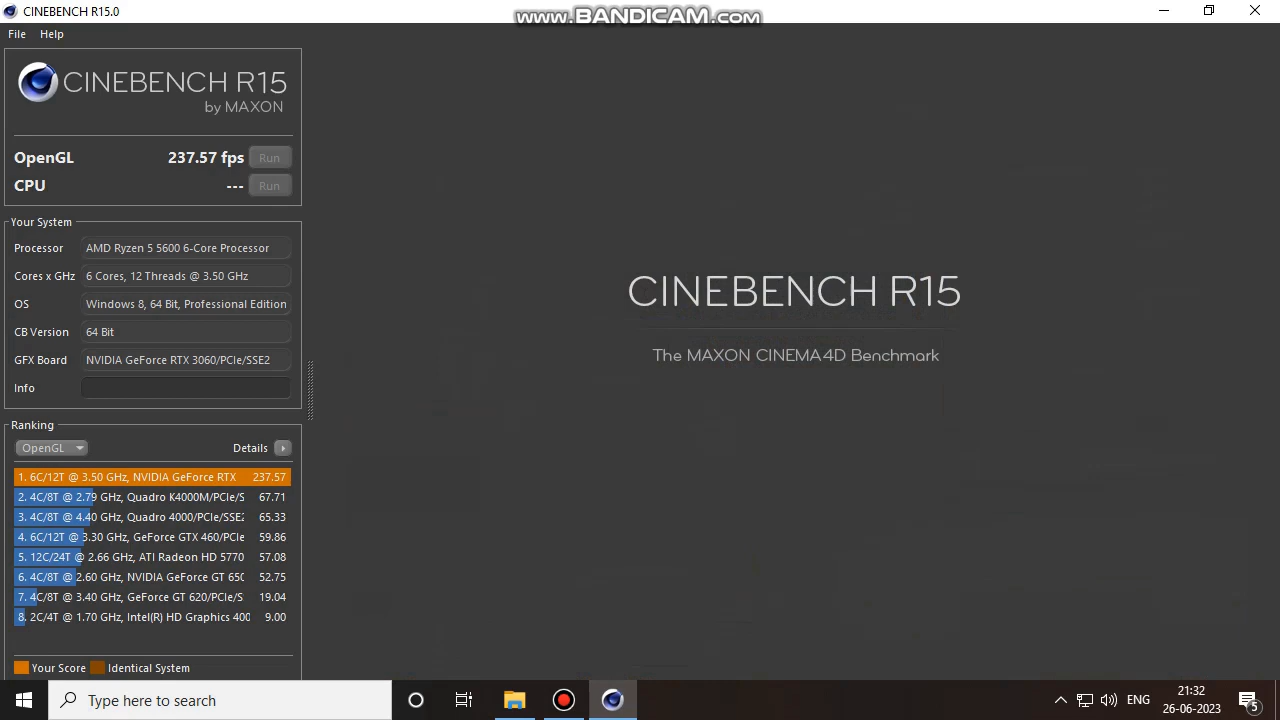 CINEBENCH R15.0
www.BANDICAM.com
File Help
CINEBENCH R15
by MAXON
OpenGL 237.57 fps Run
CPU --- Run
Your System
Processor AMD Ryzen 5 5600 6-Core Processor
Cores x GHz 6 Cores, 12 Threads @ 3.50 GHz
OS Windows 8, 64 Bit, Professional Edition
CB Version 64 Bit
GFX Board NVIDIA GeForce RTX 3060/PCIe/SSE2
Info
Ranking
OpenGL Details
1. 6C/12T @ 3.50 GHz, NVIDIA GeForce RTX 237.57
2. 4C/8T @ 2.79 GHz, Quadro K4000M/PCIe/S 67.71
3. 4C/8T @ 4.40 GHz, Quadro 4000/PCIe/SSE2 65.33
4. 6C/12T @ 3.30 GHz, GeForce GTX 460/PCIe 59.86
5. 12C/24T @ 2.66 GHz, ATI Radeon HD 5770 57.08
6. 4C/8T @ 2.60 GHz, NVIDIA GeForce GT 650 52.75
7. 4C/8T @ 3.40 GHz, GeForce GT 620/PCIe/S 19.04
8. 2C/4T @ 1.70 GHz, Intel(R) HD Graphics 400 9.00
Your Score Identical System
CINEBENCH R15
The MAXON CINEMA4D Benchmark
Type here to search
ENG
21:32
26-06-2023
5